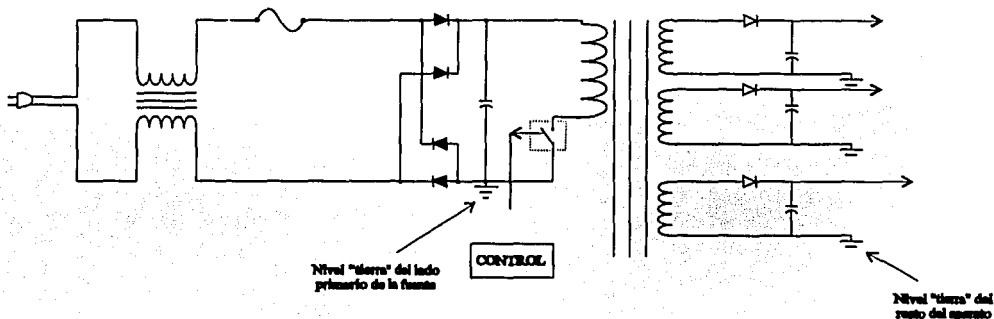 CONTROL
Nivel "tierra" del lado
primario de la fuente
Nivel "tierra" del
resto del aparato